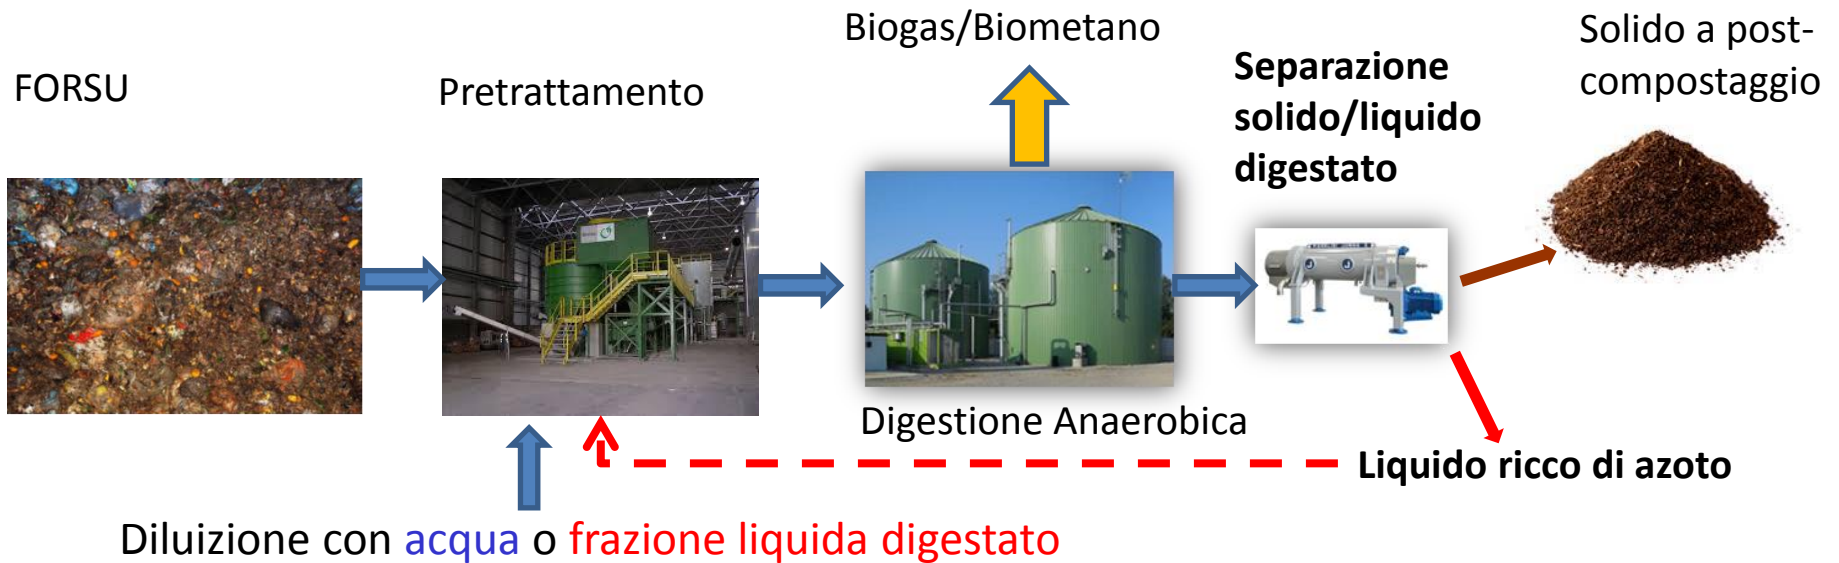 FORSU
Pretrattamento
Biogas/Biometano
Separazione
solido/liquido
digestato
Solido a post-
compostaggio
Digestione Anaerobica
Liquido ricco di azoto
Diluizione con acqua o frazione liquida digestato